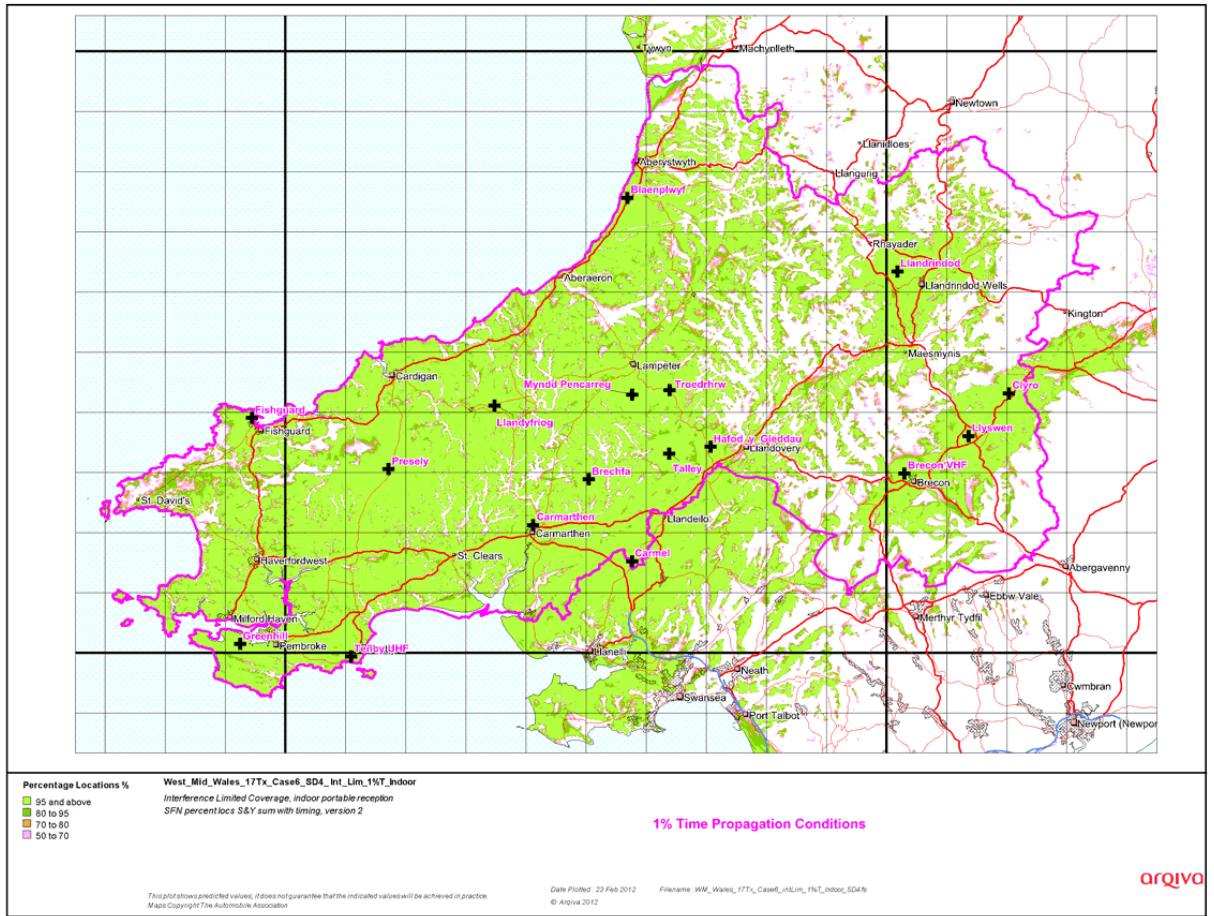 Tywyn
Machynlleth
Newtown
Llanidloes
Aberystwyth
Llangurig
Blaenplwyf
Rhayader
Llandrindod
Aberaeron
Llandrindod Wells
Kington
Maesmynis
Lampeter
Cardigan
Myndd Pencarreg
Troedrhrw
Clyro
Fishguard
Llandyfriog
Fishguard
Llyswen
Hafod_y_Gleddau
Llandovery
Presely
Brechfa
Talley
Brecon VHF
Brecon
St. David's
Carmarthen
Llandeilo
Carmarthen
St. Clears
Haverfordwest
Carmel
Abergavenny
Ebbw Vale
Milford Haven
Merthyr Tydfil
Greenhill
Pembroke
Tenby UHF
Llanelli
Neath
Cwmbran
Swansea
Port Talbot
Newport (Newpor
Percentage Locations %
95 and above
80 to 95
70 to 80
50 to 70
West_Mid_Wales_17Tx_Case6_SD4_Int_Lim_1%T_Indoor
Interference Limited Coverage, indoor portable reception
SFN percent locs S&Y sum with timing, version 2
1% Time Propagation Conditions
This plot shows predicted values, it does not guarantee that the indicated values will be achieved in practice.
Maps Copyright The Automobile Association
Date Plotted : 23 Feb 2012
Filename : WM_Wales_17Tx_Case6_intLim_1%T_Indoor_SD4.fs
© Arqiva 2012
arqiva